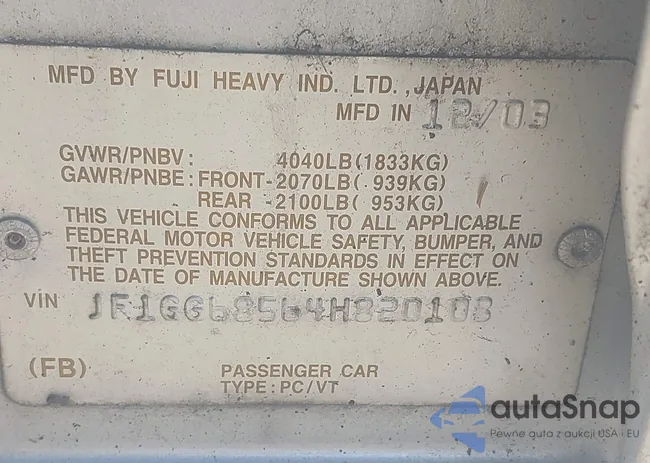 MFD BY FUJI HEAVY IND. LTD., JAPAN
MFD IN 12/03
GVWR/PNBV: 4040LB(1833KG)
GAWR/PNBE: FRONT-2070LB( 939KG)
REAR -2100LB( 953KG)
THIS VEHICLE CONFORMS TO ALL APPLICABLE
FEDERAL MOTOR VEHICLE SAFETY, BUMPER, AND
THEFT PREVENTION STANDARDS IN EFFECT ON
THE DATE OF MANUFACTURE SHOWN ABOVE.
VIN JF1GG68564H820108
(FB) PASSENGER CAR
TYPE: PC/VT
autaSnap
Pewne auta z aukcji USA i EU